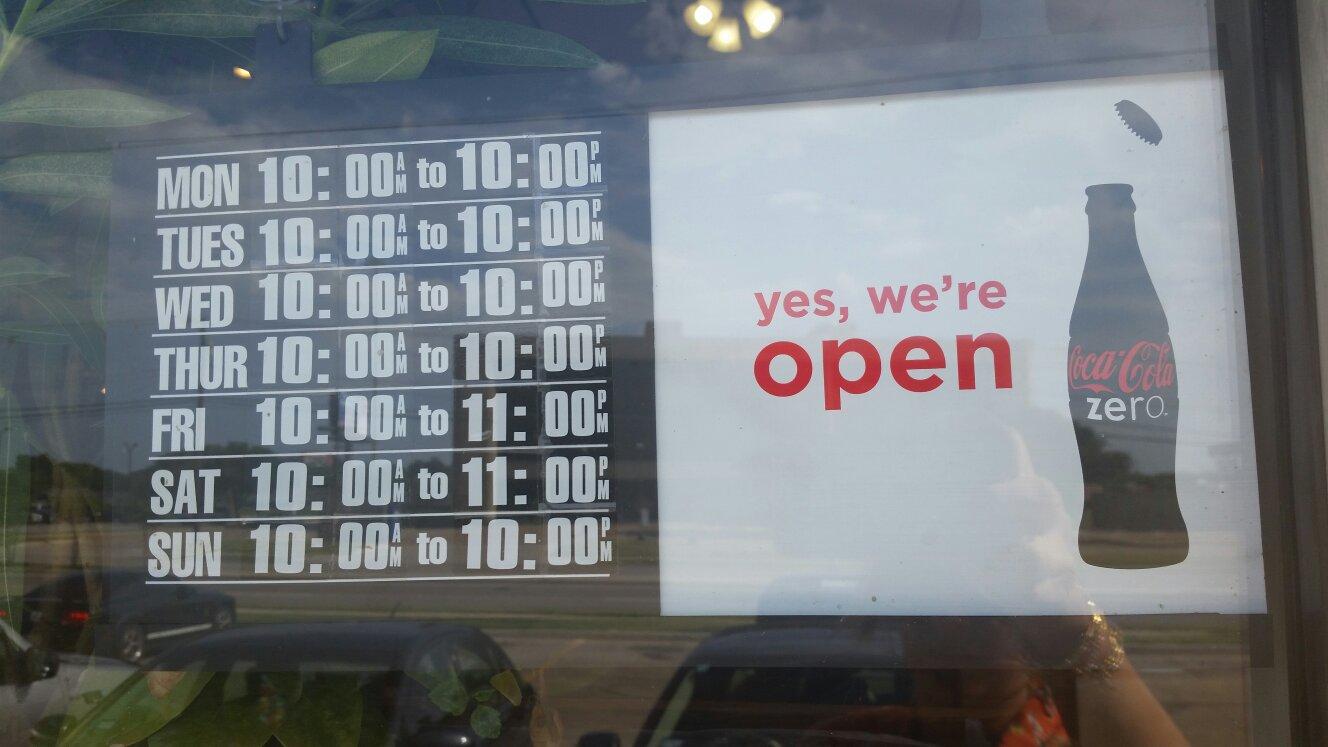 MON 10:00AM to 10:00PM
TUES 10:00AM to 10:00PM
WED 10:00AM to 10:00PM
THUR 10:00AM to 10:00PM
FRI 10:00AM to 11:00PM
SAT 10:00AM to 11:00PM
SUN 10:00AM to 10:00PM
yes, we're
open
Coca-Cola
zero